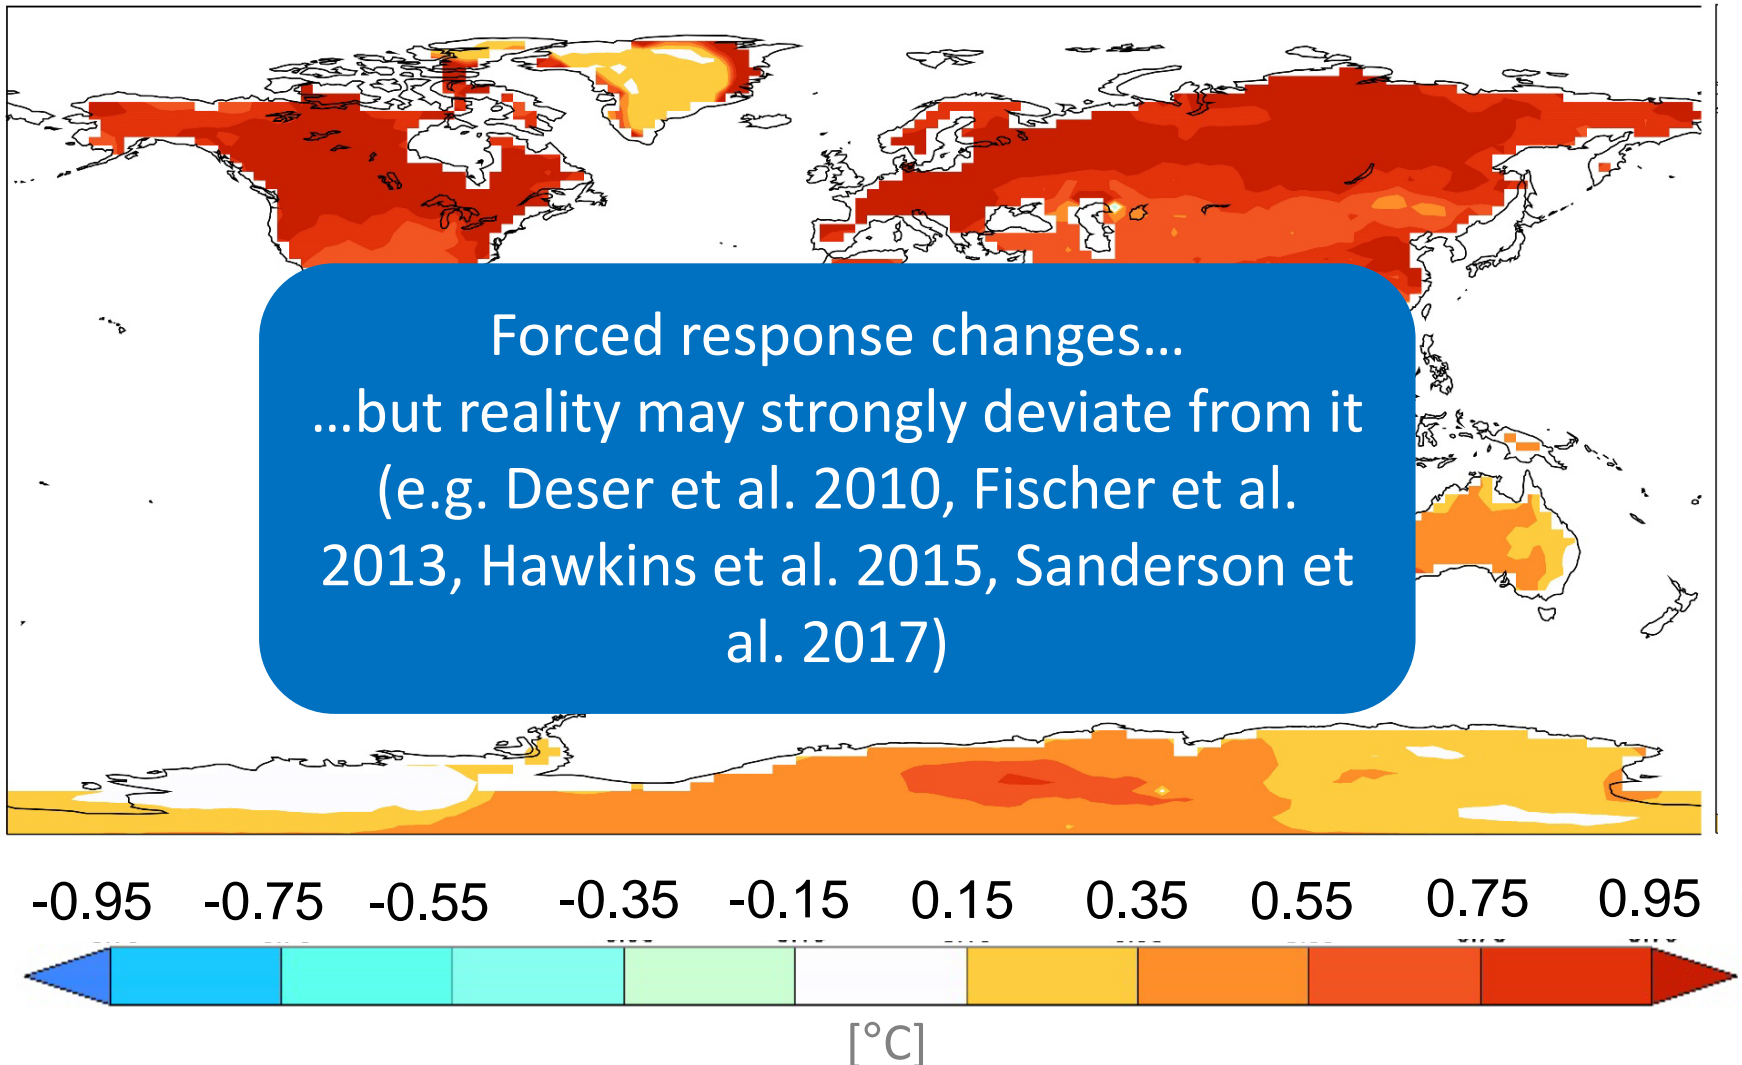 Forced response changes…
…but reality may strongly deviate from it
(e.g. Deser et al. 2010, Fischer et al.
2013, Hawkins et al. 2015, Sanderson et
al. 2017)
-0.95 -0.75 -0.55 -0.35 -0.15 0.15 0.35 0.55 0.75 0.95
[°C]